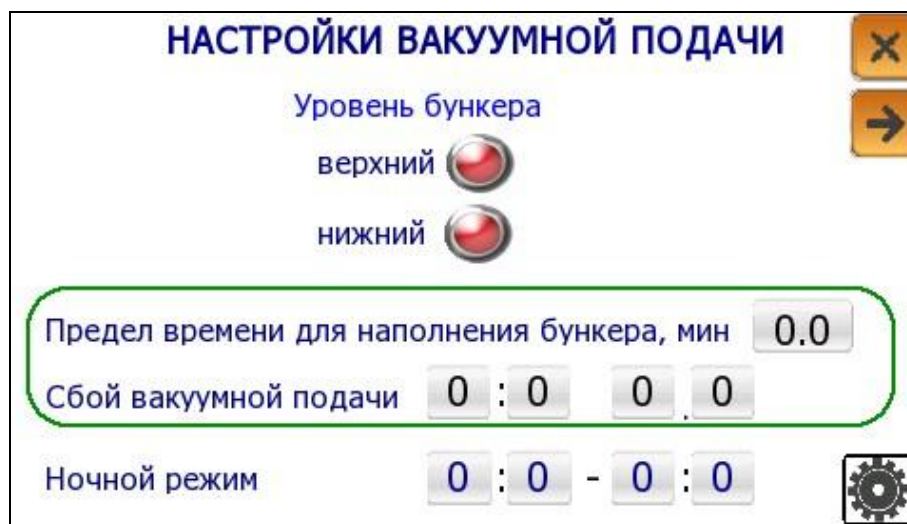 НАСТРОЙКИ ВАКУУМНОЙ ПОДАЧИ
Уровень бункера
верхний
нижний
Предел времени для наполнения бункера, мин 0.0
Сбой вакуумной подачи 0 : 0 0 . 0
Ночной режим 0 : 0 - 0 : 0